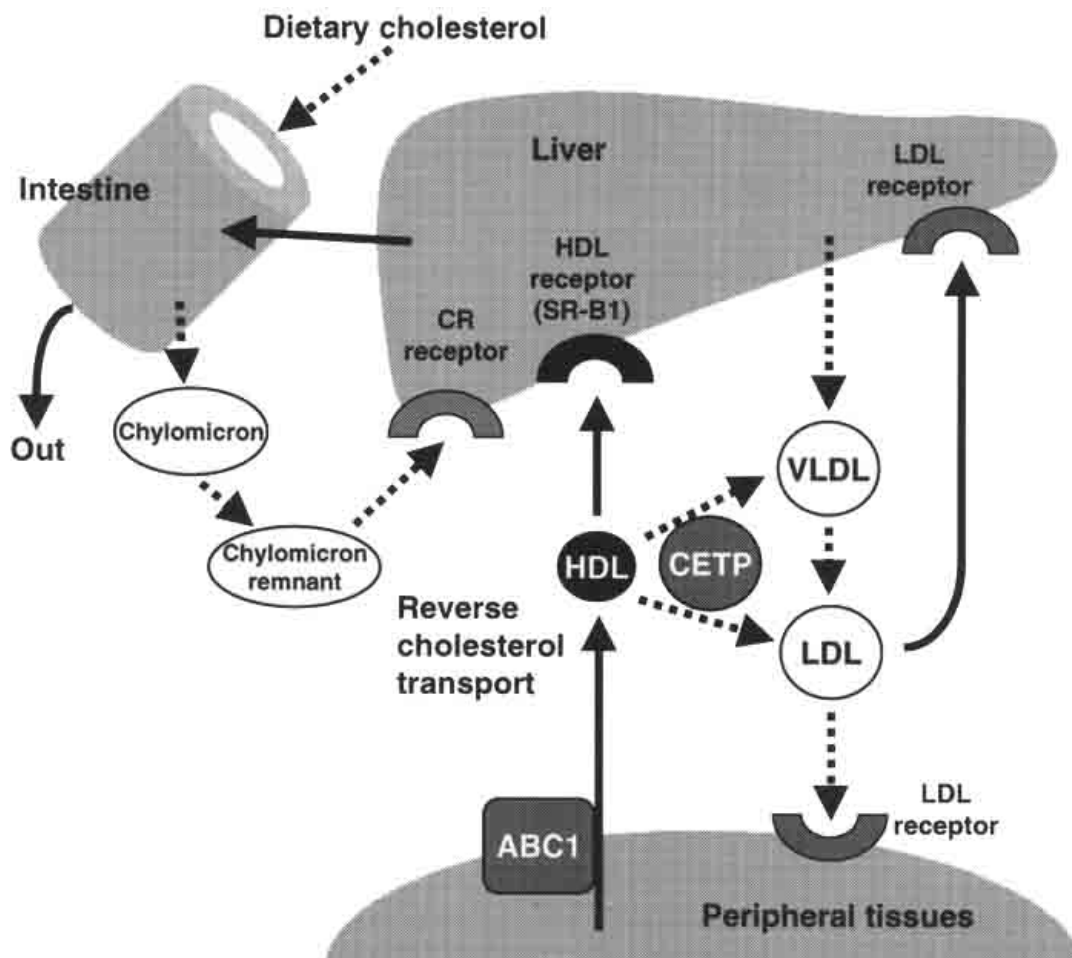 Dietary cholesterol
Liver
LDL
receptor
Intestine
HDL
receptor
(SR-B1)
CR
receptor
Out
Chylomicron
VLDL
Chylomicron
remnant
HDL
CETP
Reverse
cholesterol
transport
LDL
LDL
receptor
ABC1
Peripheral tissues